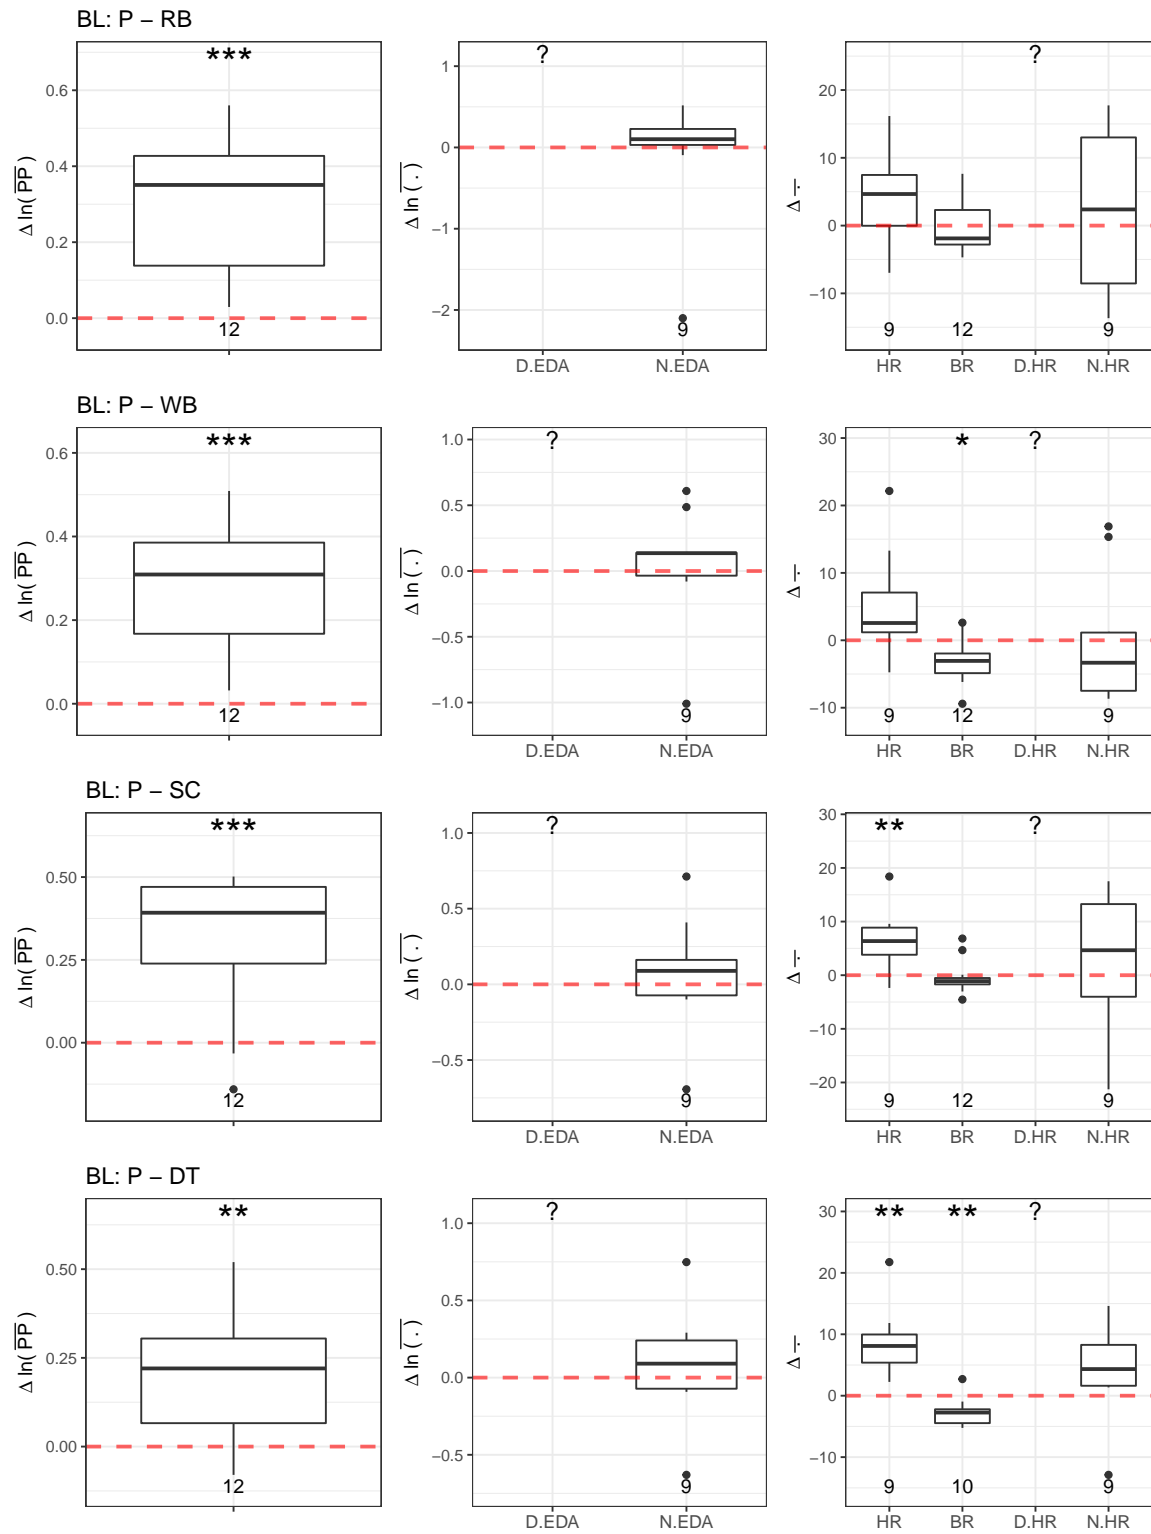 BL: P − RB
***
0.6
0.4
0.2
0.0
Δ ln( PP )
12
?
1
0
−1
−2
Δ ln ( . )
9
D.EDA
N.EDA
?
20
10
0
−10
Δ .
9
12
9
HR
BR
D.HR
N.HR
BL: P − WB
***
0.6
0.4
0.2
0.0
Δ ln( PP )
12
?
1.0
0.5
0.0
−0.5
−1.0
Δ ln ( . )
9
D.EDA
N.EDA
*
?
30
20
10
0
−10
Δ .
9
12
9
HR
BR
D.HR
N.HR
BL: P − SC
***
0.50
0.25
0.00
Δ ln( PP )
12
?
1.0
0.5
0.0
−0.5
Δ ln ( . )
9
D.EDA
N.EDA
**
?
30
20
10
0
−10
−20
Δ .
9
12
9
HR
BR
D.HR
N.HR
BL: P − DT
**
0.50
0.25
0.00
Δ ln( PP )
12
?
1.0
0.5
0.0
−0.5
Δ ln ( . )
9
D.EDA
N.EDA
**
**
?
30
20
10
0
−10
Δ .
9
10
9
HR
BR
D.HR
N.HR